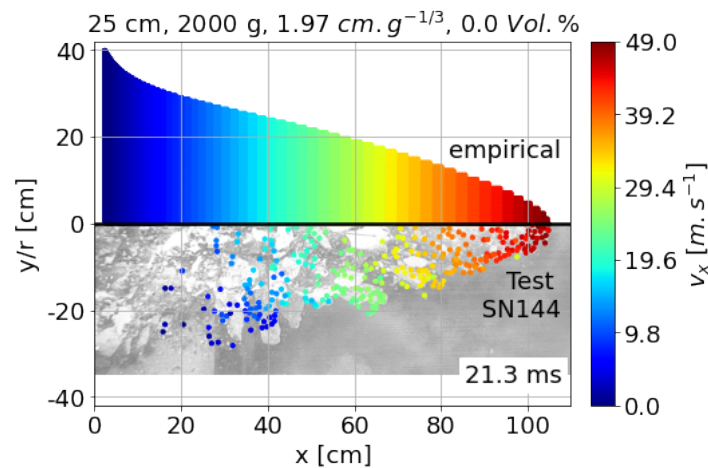 25 cm, 2000 g, 1.97 cm.g⁻¹/³, 0.0 Vol.%
40
20
0
-20
-40
y/r [cm]
empirical
Test
SN144
21.3 ms
0
20
40
60
80
100
x [cm]
49.0
39.2
29.4
19.6
9.8
0.0
vₓ [m.s⁻¹]